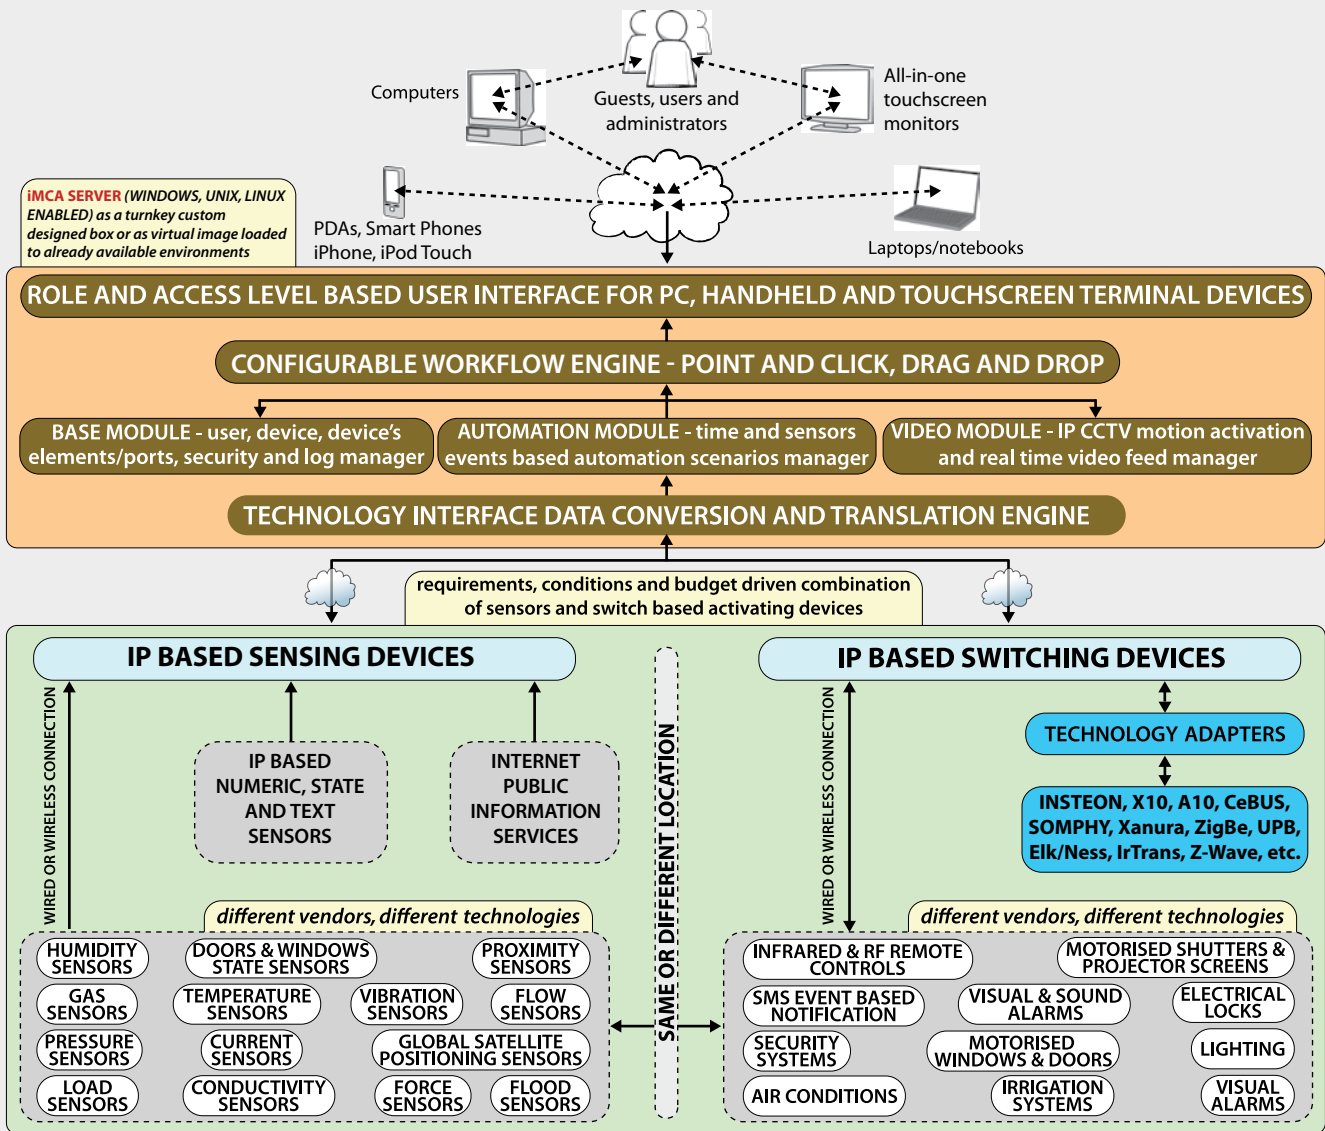 Computers
Guests, users and
administrators
All-in-one
touchscreen
monitors
iMCA SERVER (WINDOWS, UNIX, LINUX
ENABLED) as a turnkey custom
designed box or as virtual image loaded
to already available environments
PDAs, Smart Phones
iPhone, iPod Touch
Laptops/notebooks
ROLE AND ACCESS LEVEL BASED USER INTERFACE FOR PC, HANDHELD AND TOUCHSCREEN TERMINAL DEVICES
CONFIGURABLE WORKFLOW ENGINE - POINT AND CLICK, DRAG AND DROP
BASE MODULE - user, device, device's
elements/ports, security and log manager
AUTOMATION MODULE - time and sensors
events based automation scenarios manager
VIDEO MODULE - IP CCTV motion activation
and real time video feed manager
TECHNOLOGY INTERFACE DATA CONVERSION AND TRANSLATION ENGINE
requirements, conditions and budget driven combination
of sensors and switch based activating devices
IP BASED SENSING DEVICES
IP BASED SWITCHING DEVICES
WIRED OR WIRELESS CONNECTION
IP BASED
NUMERIC, STATE
AND TEXT
SENSORS
INTERNET
PUBLIC
INFORMATION
SERVICES
SAME OR DIFFERENT LOCATION
WIRED OR WIRELESS CONNECTION
TECHNOLOGY ADAPTERS
INSTEON, X10, A10, CeBUS,
SOMPHY, Xanura, ZigBe, UPB,
Elk/Ness, IrTrans, Z-Wave, etc.
different vendors, different technologies
HUMIDITY
SENSORS
DOORS & WINDOWS
STATE SENSORS
PROXIMITY
SENSORS
GAS
SENSORS
TEMPERATURE
SENSORS
VIBRATION
SENSORS
FLOW
SENSORS
PRESSURE
SENSORS
CURRENT
SENSORS
GLOBAL SATELLITE
POSITIONING SENSORS
LOAD
SENSORS
CONDUCTIVITY
SENSORS
FORCE
SENSORS
FLOOD
SENSORS
different vendors, different technologies
INFRARED & RF REMOTE
CONTROLS
MOTORISED SHUTTERS &
PROJECTOR SCREENS
SMS EVENT BASED
NOTIFICATION
VISUAL & SOUND
ALARMS
ELECTRICAL
LOCKS
SECURITY
SYSTEMS
MOTORISED
WINDOWS & DOORS
LIGHTING
AIR CONDITIONS
IRRIGATION
SYSTEMS
VISUAL
ALARMS